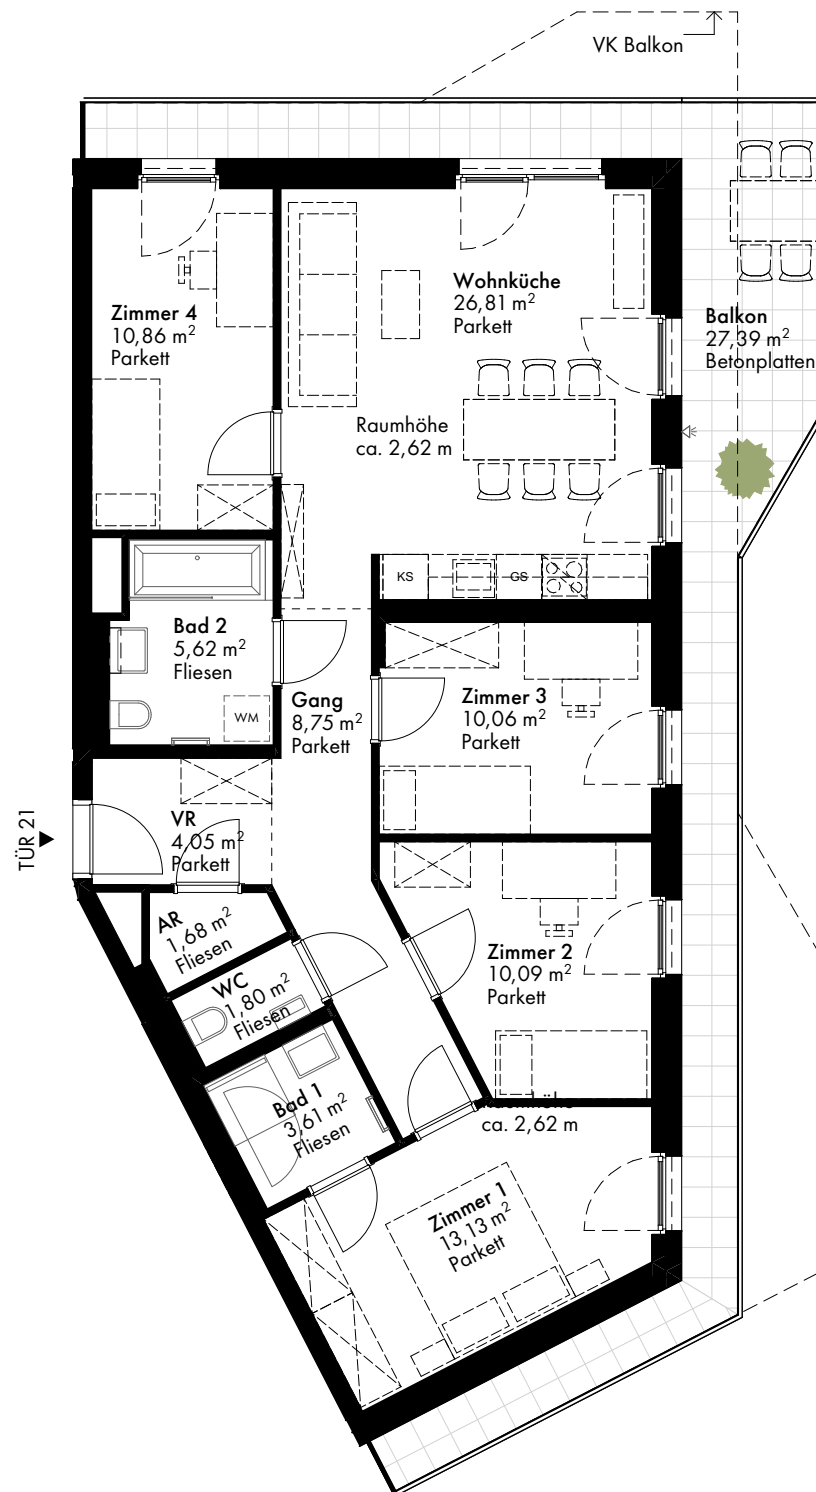 VK Balkon
Zimmer 4
10,86 m²
Parkett
Wohnküche
26,81 m²
Parkett
Balkon
27,39 m²
Betonplatten
Raumhöhe
ca. 2,62 m
KS
GS
Bad 2
5,62 m²
Fliesen
WM
Gang
8,75 m²
Parkett
Zimmer 3
10,06 m²
Parkett
TÜR 21
VR
4,05 m²
Parkett
AR
1,68 m²
Fliesen
WC
1,80 m²
Fliesen
Zimmer 2
10,09 m²
Parkett
Bad 1
3,61 m²
Fliesen
ca. 2,62 m
Zimmer 1
13,13 m²
Parkett